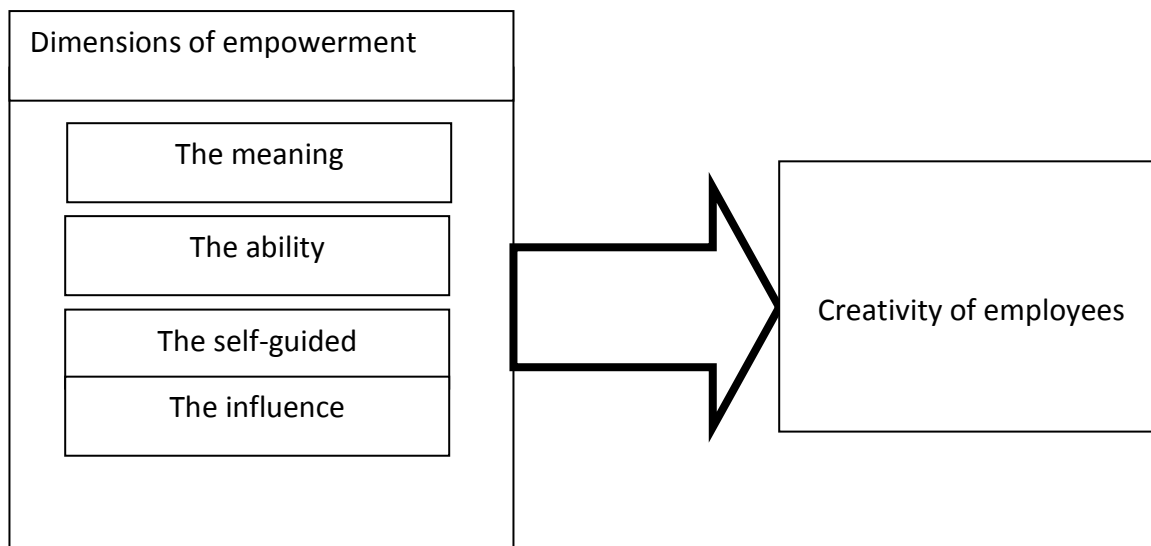 Dimensions of empowerment
The meaning
The ability
The self-guided
The influence
Creativity of employees